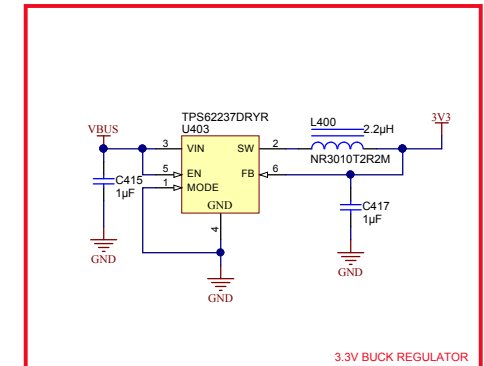 TPS62237DRYR
U403
L400
2.2µH
3V3
VBUS
3
VIN
SW
2
NR3010T2R2M
5
EN
FB
6
C415
1
MODE
1µF
GND
C417
1µF
4
GND
GND
GND
3.3V BUCK REGULATOR